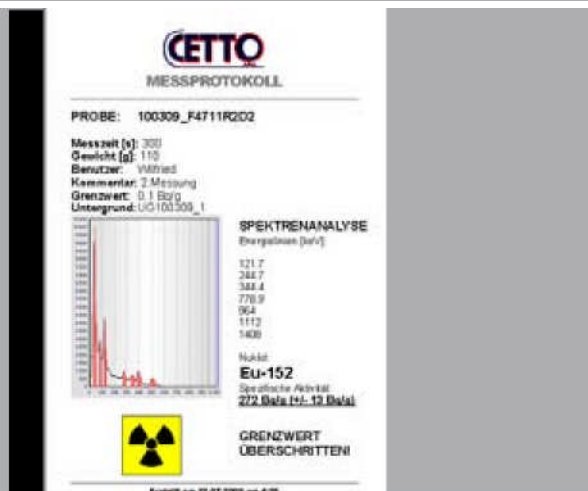 CETTO
MESSPROTOKOLL
PROBE: 100309_F4711R2D2
Messzeit [s]: 300
Gewicht [g]: 110
Benutzer: Wilfried
Kommentar: 2.Messung
Grenzwert: 0.1 Bq/g
Untergrund: UG100309_1
SPEKTRENANALYSE
Energielinien [keV]:
121.7
244.7
344.4
778.9
964
1112
1408
Nuklid:
Eu-152
Spezifische Aktivität:
272 Bq/g (+/- 13 Bq/g)
GRENZWERT
ÜBERSCHRITTEN!